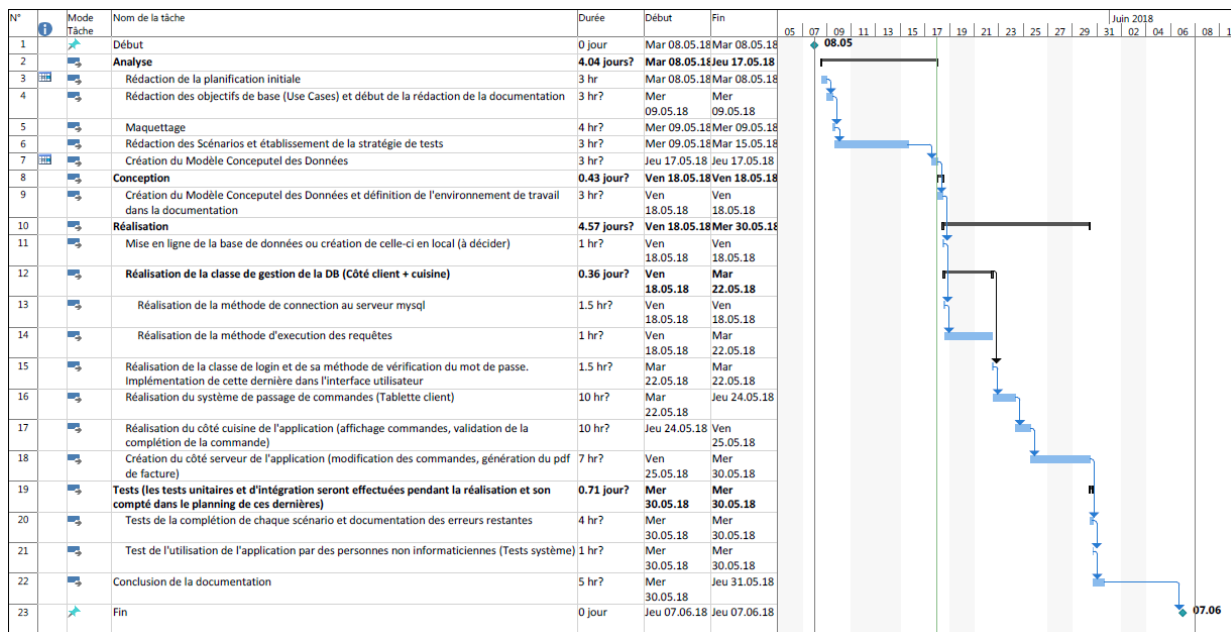 N° Mode Tâche Nom de la tâche Durée Début Fin
Juin 2018
05 07 09 11 13 15 17 19 21 23 25 27 29 31 02 04 06 08 1
1 Début 0 jour Mar 08.05.18 Mar 08.05.18
08.05
2 Analyse 4.04 jours? Mar 08.05.18 Jeu 17.05.18
3 Rédaction de la planification initiale 3 hr Mar 08.05.18 Mar 08.05.18
4 Rédaction des objectifs de base (Use Cases) et début de la rédaction de la documentation 3 hr? Mer 09.05.18 Mer 09.05.18
5 Maquettage 4 hr? Mer 09.05.18 Mer 09.05.18
6 Rédaction des Scénarios et établissement de la stratégie de tests 3 hr? Mer 09.05.18 Mar 15.05.18
7 Création du Modèle Conceputel des Données 3 hr? Jeu 17.05.18 Jeu 17.05.18
8 Conception 0.43 jour? Ven 18.05.18 Ven 18.05.18
9 Création du Modèle Conceputel des Données et définition de l'environnement de travail
dans la documentation 3 hr? Ven 18.05.18 Ven 18.05.18
10 Réalisation 4.57 jours? Ven 18.05.18 Mer 30.05.18
11 Mise en ligne de la base de données ou création de celle-ci en local (à décider) 1 hr? Ven 18.05.18 Ven 18.05.18
12 Réalisation de la classe de gestion de la DB (Côté client + cuisine) 0.36 jour? Ven 18.05.18 Mar 22.05.18
13 Réalisation de la méthode de connection au serveur mysql 1.5 hr? Ven 18.05.18 Ven 18.05.18
14 Réalisation de la méthode d'execution des requêtes 1 hr? Ven 18.05.18 Mar 22.05.18
15 Réalisation de la classe de login et de sa méthode de vérification du mot de passe.
Implémentation de cette dernière dans l'interface utilisateur 1.5 hr? Mar 22.05.18 Mar 22.05.18
16 Réalisation du système de passage de commandes (Tablette client) 10 hr? Mar 22.05.18 Jeu 24.05.18
17 Réalisation du côté cuisine de l'application (affichage commandes, validation de la
complétion de la commande) 10 hr? Jeu 24.05.18 Ven 25.05.18
18 Création du côté serveur de l'application (modification des commandes, génération du pdf
de facture) 7 hr? Ven 25.05.18 Mer 30.05.18
19 Tests (les tests unitaires et d'intégration seront effectuées pendant la réalisation et son
compté dans le planning de ces dernières) 0.71 jour? Mer 30.05.18 Mer 30.05.18
20 Tests de la complétion de chaque scénario et documentation des erreurs restantes 4 hr? Mer 30.05.18 Mer 30.05.18
21 Test de l'utilisation de l'application par des personnes non informaticiennes (Tests système) 1 hr? Mer 30.05.18 Mer 30.05.18
22 Conclusion de la documentation 5 hr? Mer 30.05.18 Jeu 31.05.18
23 Fin 0 jour Jeu 07.06.18 Jeu 07.06.18
07.06